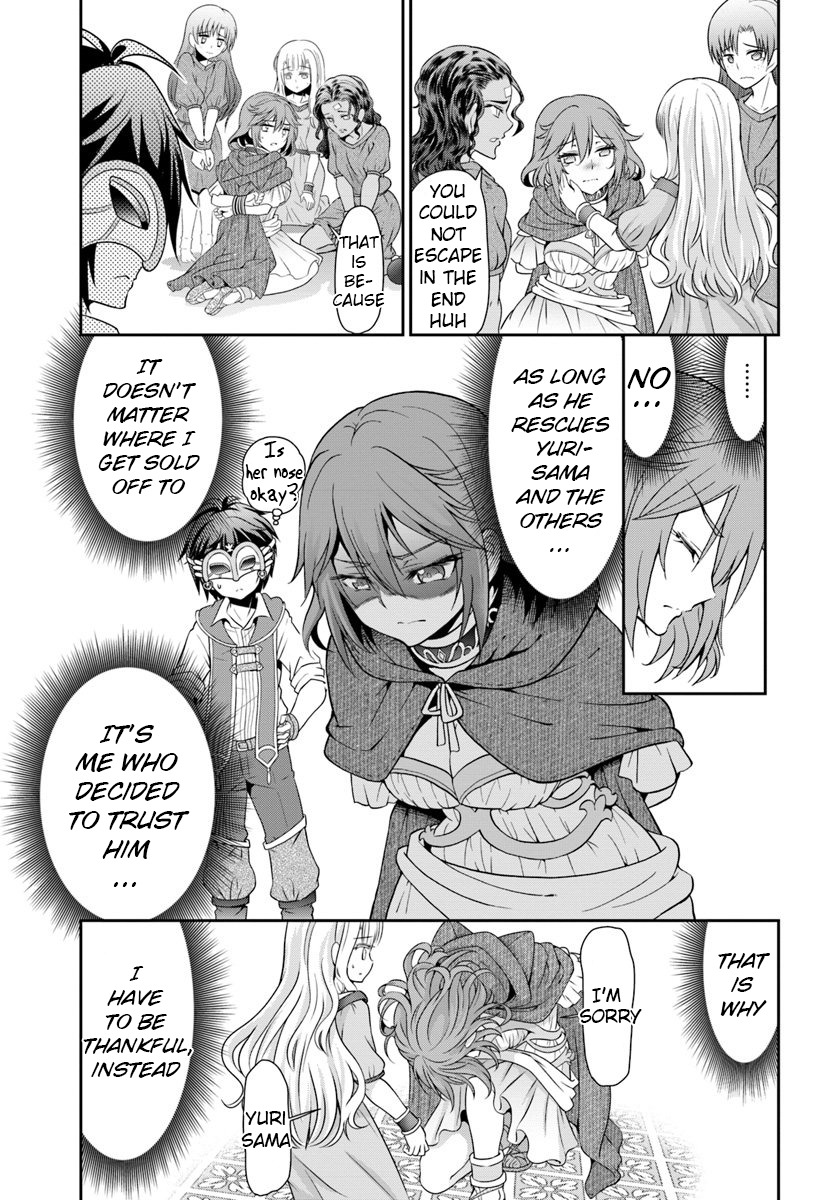 YOU
COULD
NOT
ESCAPE
IN THE
END
HUH
THAT
IS
BE-
CAUSE
........
NO
...
AS LONG
AS HE
RESCUES
YURI-
SAMA
AND THE
OTHERS
...
IT
DOESN'T
MATTER
WHERE I
GET SOLD
OFF TO
Is
her nose
okay?
IT'S
ME WHO
DECIDED
TO TRUST
HIM
...
THAT
IS
WHY
I'M
SORRY
YURI
SAMA
I
HAVE
TO BE
THANKFUL,
INSTEAD